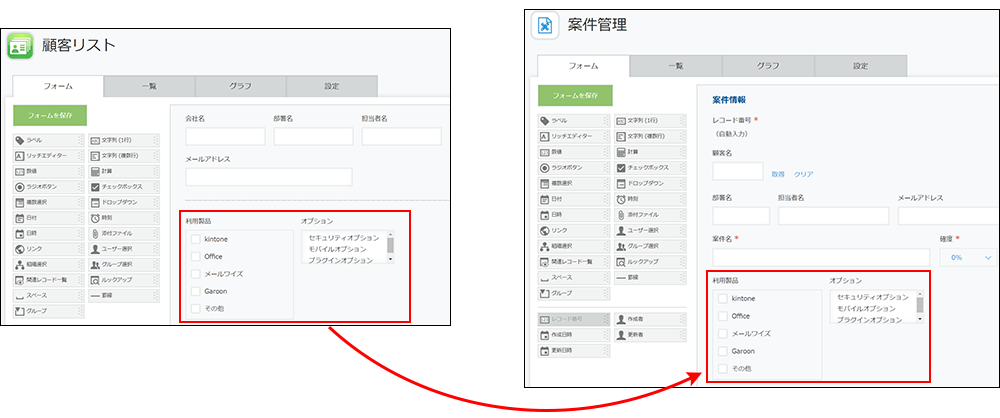 顧客リスト
フォーム
一覧
グラフ
設定
フォームを保存
ラベル
文字列 (1行)
リッチエディター
文字列 (複数行)
数値
計算
ラジオボタン
チェックボックス
複数選択
ドロップダウン
日付
時刻
日時
添付ファイル
リンク
ユーザー選択
組織選択
グループ選択
関連レコード一覧
ルックアップ
スペース
罫線
グループ
会社名
部署名
担当者名
メールアドレス
利用製品
オプション
kintone
Office
メールワイズ
Garoon
その他
セキュリティオプション
モバイルオプション
プラグインオプション
案件管理
フォーム
一覧
グラフ
設定
フォームを保存
ラベル
文字列 (1行)
リッチエディター
文字列 (複数行)
数値
計算
ラジオボタン
チェックボックス
複数選択
ドロップダウン
日付
時刻
日時
添付ファイル
リンク
ユーザー選択
組織選択
グループ選択
関連レコード一覧
ルックアップ
スペース
罫線
グループ
レコード番号
作成者
作成日時
更新者
更新日時
案件情報
レコード番号 *
(自動入力)
顧客名
取得 クリア
部署名
担当者名
メールアドレス
案件名 *
確度 *
0%
利用製品
オプション
kintone
Office
メールワイズ
Garoon
その他
セキュリティオプション
モバイルオプション
プラグインオプション